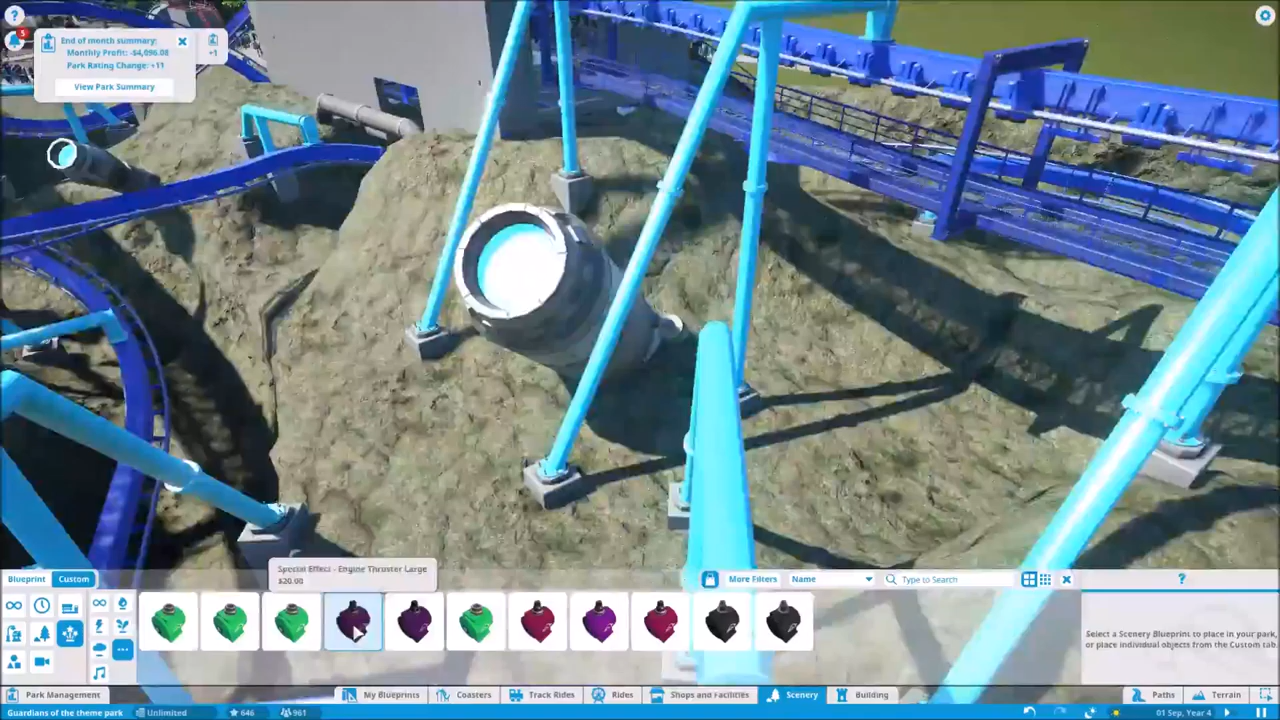 ?
5
End of month summary:
Monthly Profit: -$4,096.08
Park Rating Change: +11
View Park Summary
+1
Special Effect - Engine Thruster Large
$20.00
Blueprint
Custom
More Filters
Name
Type to Search
?
Select a Scenery Blueprint to place in your park,
or place individual objects from the Custom tab.
Park Management
My Blueprints
Coasters
Track Rides
Rides
Shops and Facilities
Scenery
Building
Paths
Terrain
Guardians of the theme park
Unlimited
646
961
01 Sep, Year 4